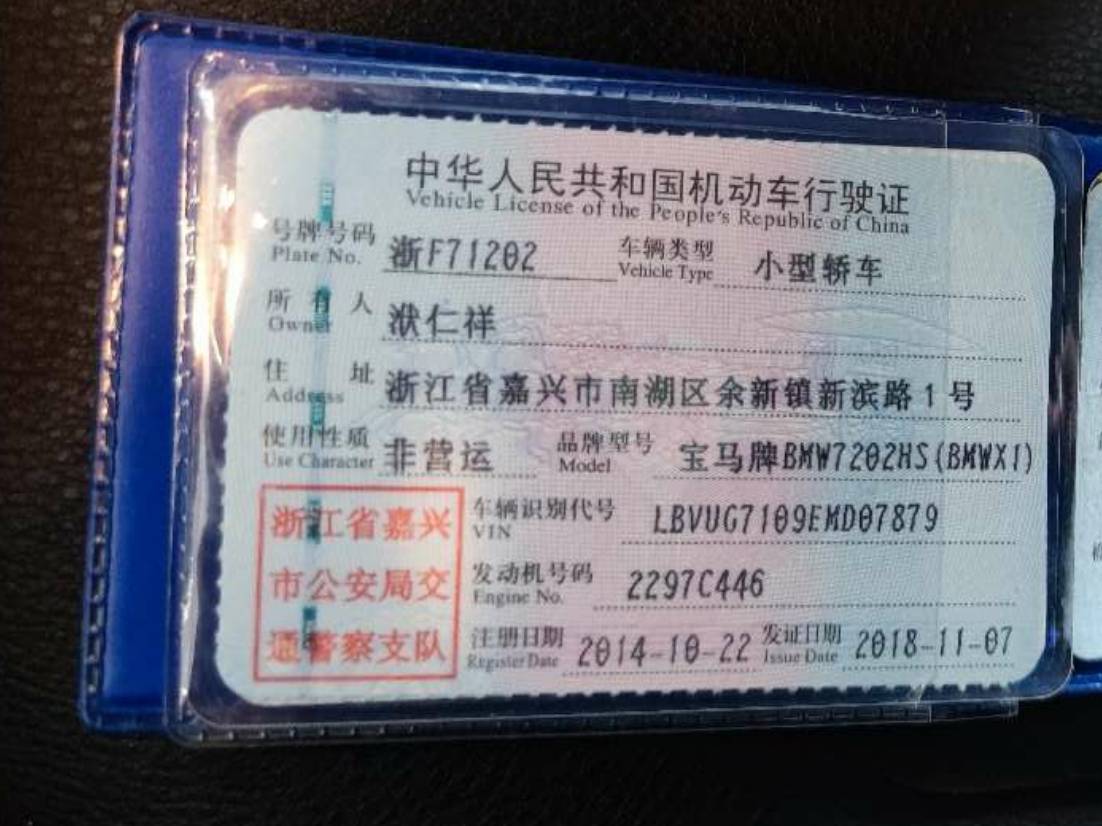 中华人民共和国机动车行驶证
Vehicle License of the People's Republic of China
号牌号码 浙F71202 车辆类型 小型轿车
Plate No. Vehicle Type
所有人 洑仁祥
Owner
住址 浙江省嘉兴市南湖区余新镇新滨路1号
Address
使用性质 非营运 品牌型号 宝马牌BMW7202HS(BMWX1)
Use Character Model
浙江省嘉兴
市公安局交
通警察支队
车辆识别代号 LBVUG7109EMD07879
VIN
发动机号码 2297C446
Engine No.
注册日期 2014-10-22 发证日期 2018-11-07
Register Date Issue Date